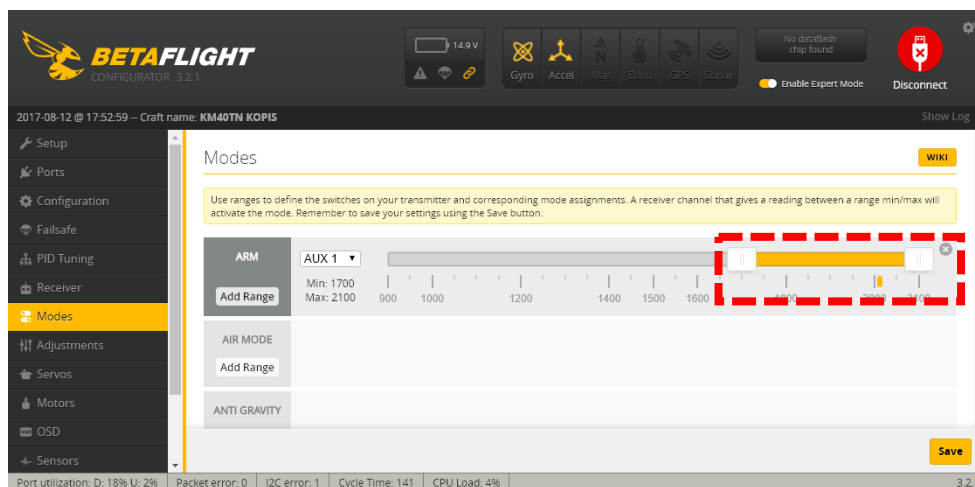 BETAFLIGHT
CONFIGURATOR 3.2.1
14.9 V
Gyro Accel Mag Baro GPS Sonar
No dataflash
chip found
Enable Expert Mode
Disconnect
2017-08-12 @ 17:52:59 -- Craft name: KM40TN KOPIS
Show Log
Setup
Ports
Configuration
Failsafe
PID Tuning
Receiver
Modes
Adjustments
Servos
Motors
OSD
Sensors
Modes
WIKI
Use ranges to define the switches on your transmitter and corresponding mode assignments. A receiver channel that gives a reading between a range min/max will
activate the mode. Remember to save your settings using the Save button.
ARM
Add Range
AUX 1
Min: 1700
Max: 2100
900 1000 1200 1400 1500 1600 1800 2000 2100
AIR MODE
Add Range
ANTI GRAVITY
Save
Port utilization: D: 18% U: 2% Packet error: 0 I2C error: 1 Cycle Time: 141 CPU Load: 4%